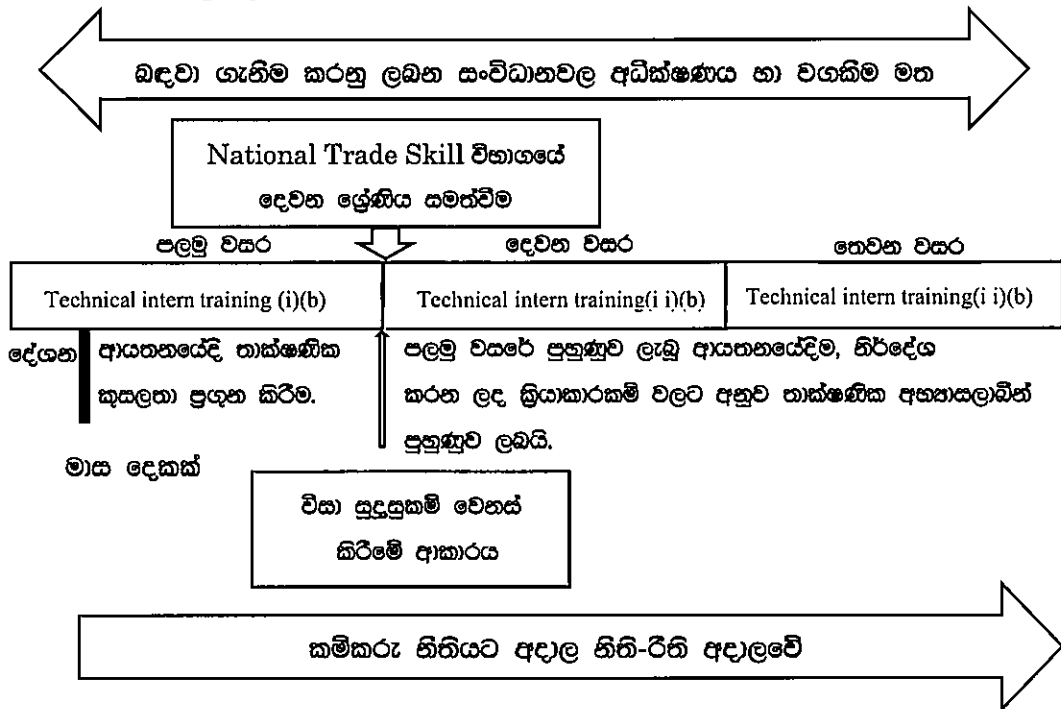 බඳවා ගැනීම කරනු ලබන සංවිධානවල අධීක්ෂණය හා වගකීම මත
National Trade Skill විභාගයේ
දෙවන ශ්‍රේණිය සමත්වීම
පලමු වසර
දෙවන වසර
තෙවන වසර
Technical intern training (i)(b)
Technical intern training(i i)(b)
Technical intern training(i i)(b)
දේශන
ආයතනයේදි තාක්ෂණික
කුසලතා ප්‍රගුන කිරීම.
පලමු වසරේ පුහුණුව ලැබූ ආයතනයේදිම, නිර්දේශ
කරන ලද ක්‍රියාකාරකම් වලට අනුව තාක්ෂණික අභ්‍යාසලාබීන්
පුහුණුව ලබයි.
මාස දෙකක්
විසා සුදුසුකම් වෙනස්
කිරීමේ ආකාරය
කම්කරු නීතියට අදාල නිති-රීති අදාලවේ